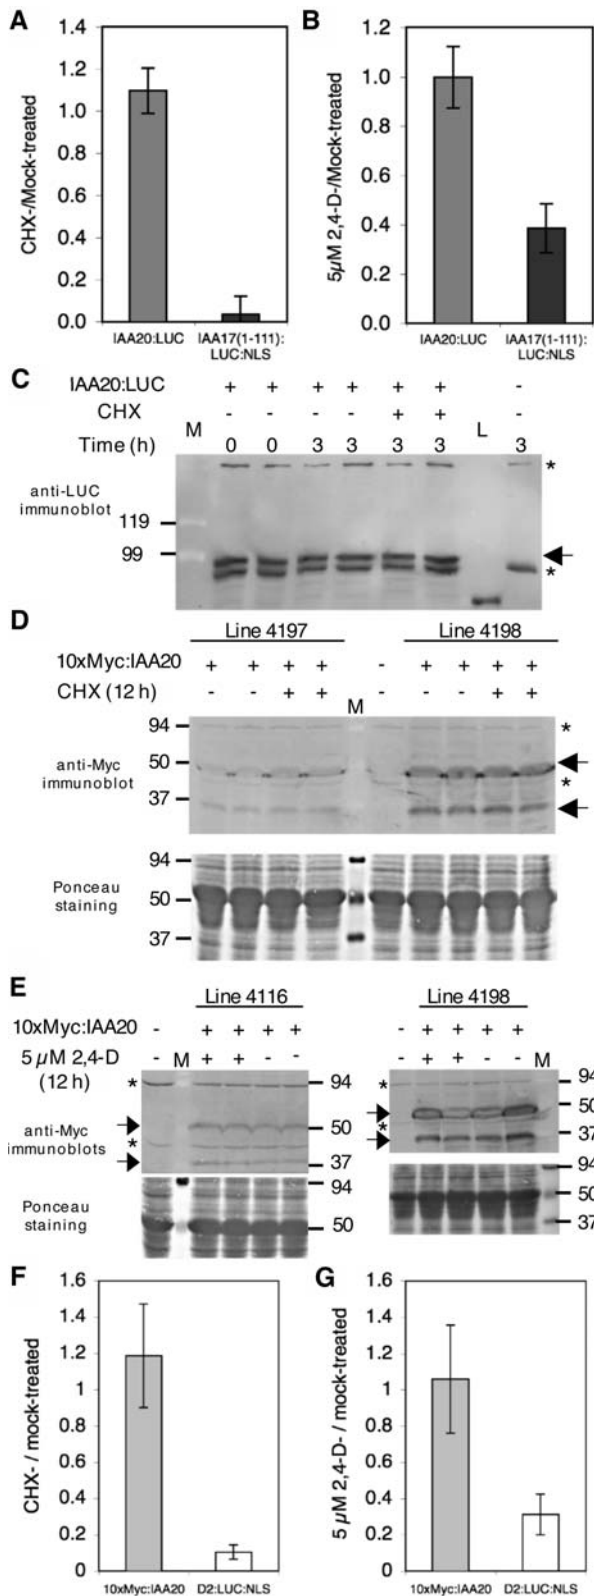 A
CHX-/Mock-treated
1.4
1.2
1.0
0.8
0.6
0.4
0.2
0.0
IAA20:LUC
IAA17(1-111):
LUC:NLS
B
5μM 2,4-D-/Mock-treated
1.2
1.0
0.8
0.6
0.4
0.2
0.0
IAA20:LUC
IAA17(1-111):
LUC:NLS
C
IAA20:LUC + + + + + + -
CHX - - - - + + -
M L
Time (h) 0 0 3 3 3 3 3
anti-LUC
immunoblot
119
99
*
*
D
Line 4197 Line 4198
10xMyc:IAA20 + + + + - + + + +
CHX (12 h) - - + + - - - + +
M
anti-Myc
immunoblot
94
50
37
*
*
Ponceau
staining
94
50
37
E
Line 4116 Line 4198
10xMyc:IAA20 - + + + + - + + + +
5 μM 2,4-D - M + + - - - + + - - M
(12 h)
* 94 * 94
anti-Myc
immunoblots
50 50
* *
37 37
Ponceau
staining
94 94
50 50
37
F
CHX- / mock-treated
1.6
1.4
1.2
1
0.8
0.6
0.4
0.2
0
10xMyc:IAA20 D2:LUC:NLS
G
5 μM 2,4-D- / mock-treated
1.6
1.4
1.2
1
0.8
0.6
0.4
0.2
0
10xMyc:IAA20 D2:LUC:NLS